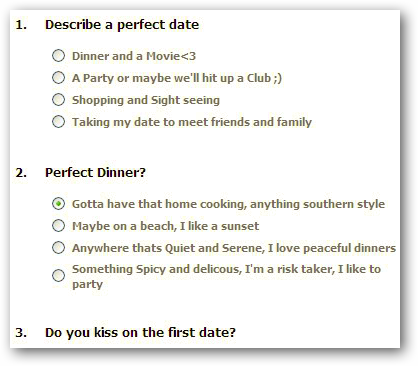 1. Describe a perfect date
Dinner and a Movie<3
A Party or maybe we'll hit up a Club ;)
Shopping and Sight seeing
Taking my date to meet friends and family
2. Perfect Dinner?
Gotta have that home cooking, anything southern style
Maybe on a beach, I like a sunset
Anywhere thats Quiet and Serene, I love peaceful dinners
Something Spicy and delicous, I'm a risk taker, I like to
party
3. Do you kiss on the first date?